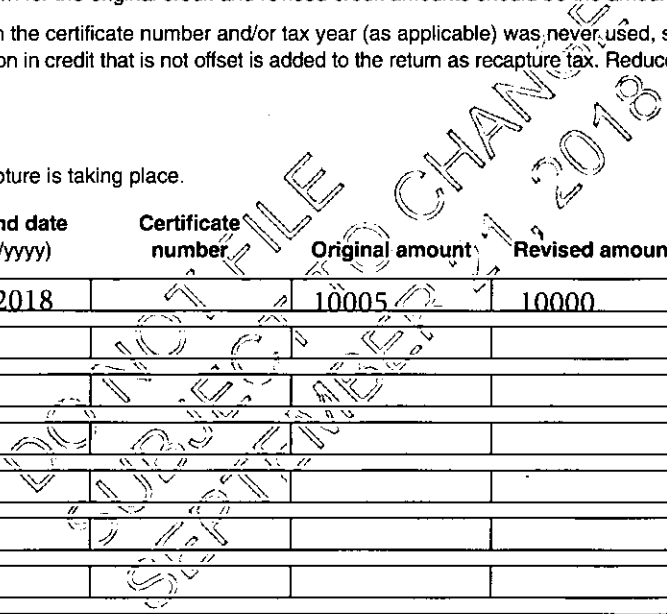 n the certificate number and/or tax year (as applicable) was never used, s
on in credit that is not offset is added to the return as recapture tax. Reduce
pture is taking place.
nd date Certificate
/yyyy) number Original amount Revised amoun
2018 10005 10000
DO NOT FILE
SUBJECT TO CHANGE
SEPTEMBER 21, 2018